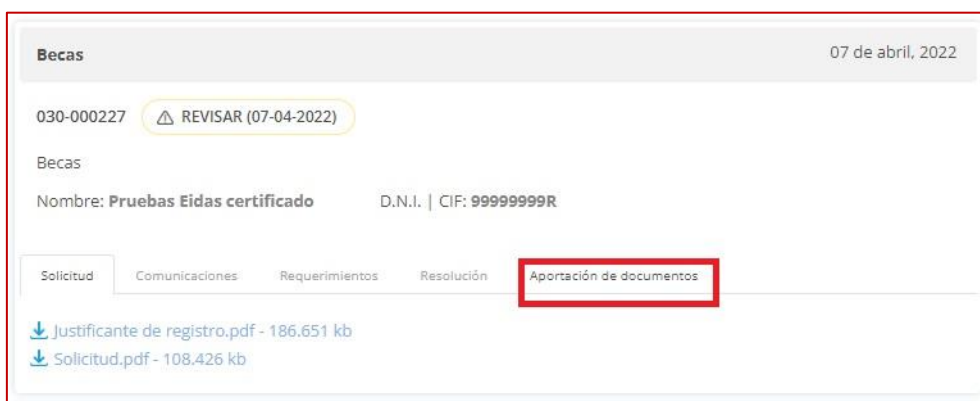 Becas 07 de abril, 2022
030-000227 REVISAR (07-04-2022)
Becas
Nombre: Pruebas Eidas certificado D.N.I. | CIF: 99999999R
Solicitud Comunicaciones Requerimientos Resolución Aportación de documentos
Justificante de registro.pdf - 186.651 kb
Solicitud.pdf - 108.426 kb